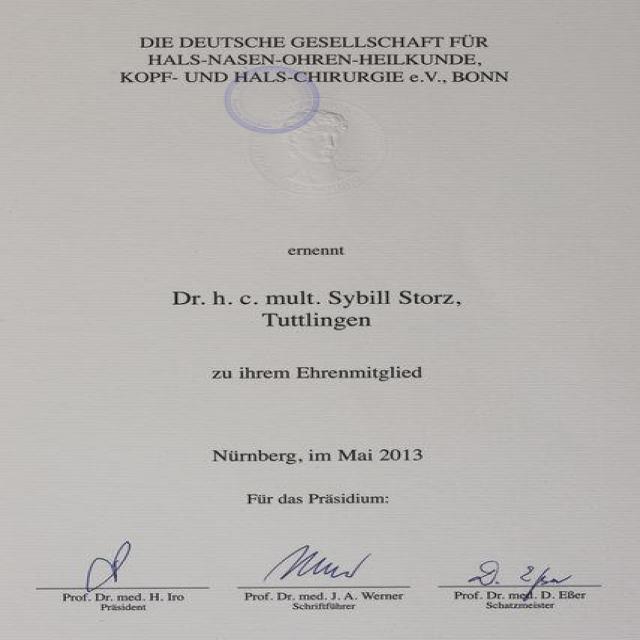 DIE DEUTSCHE GESELLSCHAFT FÜR
HALS-NASEN-OHREN-HEILKUNDE,
KOPF- UND HALS-CHIRURGIE e.V., BONN
ernennt
Dr. h. c. mult. Sybill Storz,
Tuttlingen
zu ihrem Ehrenmitglied
Nürnberg, im Mai 2013
Für das Präsidium:
Prof. Dr. med. H. Iro
Präsident
Prof. Dr. med. J. A. Werner
Schriftführer
D. Eßer
Prof. Dr. med. D. Eßer
Schatzmeister